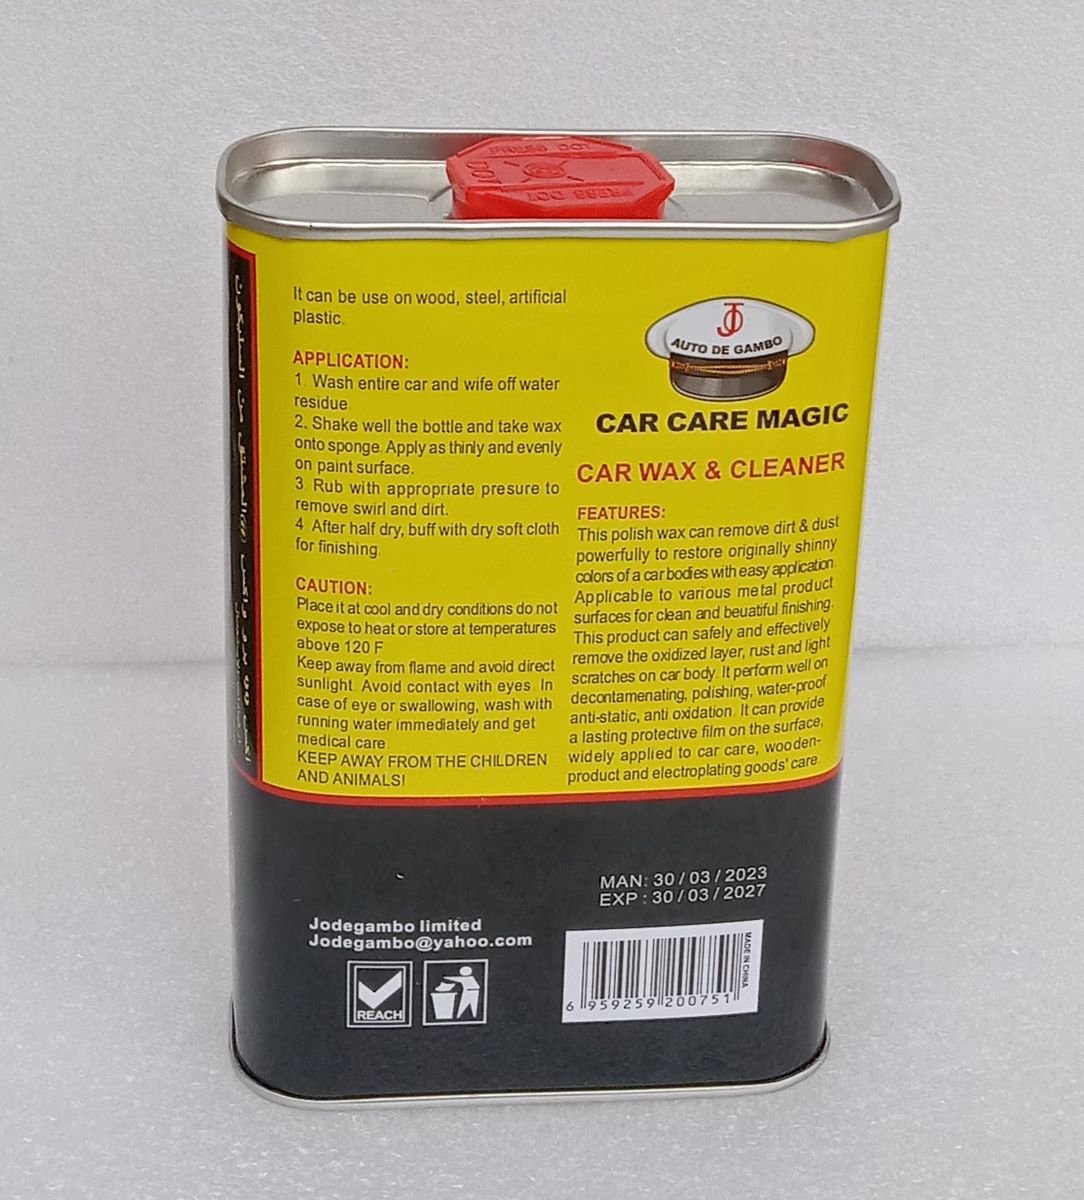 PRESS DOT
PRESS DOT
It can be use on wood, steel, artificial
plastic.
APPLICATION:
1. Wash entire car and wife off water
residue.
2. Shake well the bottle and take wax
onto sponge. Apply as thinly and evenly
on paint surface.
3. Rub with appropriate presure to
remove swirl and dirt.
4. After half dry, buff with dry soft cloth
for finishing.
CAUTION:
Place it at cool and dry conditions do not
expose to heat or store at temperatures
above 120 F
Keep away from flame and avoid direct
sunlight. Avoid contact with eyes. In
case of eye or swallowing, wash with
running water immediately and get
medical care.
KEEP AWAY FROM THE CHILDREN
AND ANIMALS!
JO
AUTO DE GAMBO
CAR CARE MAGIC
CAR WAX & CLEANER
FEATURES:
This polish wax can remove dirt & dust
powerfully to restore originally shinny
colors of a car bodies with easy application.
Applicable to various metal product
surfaces for clean and beuatiful finishing.
This product can safely and effectively
remove the oxidized layer, rust and light
scratches on car body. It perform well on
decontamenating, polishing, water-proof
anti-static, anti oxidation. It can provide
a lasting protective film on the surface,
widely applied to car care, wooden-
product and electroplating goods' care.
MAN: 30 / 03 / 2023
EXP : 30 / 03 / 2027
Jodegambo limited
Jodegambo@yahoo.com
REACH
MADE IN CHINA
6 959259 200751